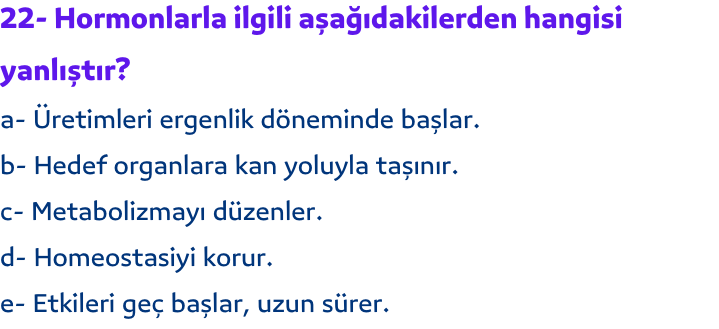 22- Hormonlarla ilgili aşağıdakilerden hangisi
yanlıştır?
a- Üretimleri ergenlik döneminde başlar.
b- Hedef organlara kan yoluyla taşınır.
c- Metabolizmayı düzenler.
d- Homeostasiyi korur.
e- Etkileri geç başlar, uzun sürer.